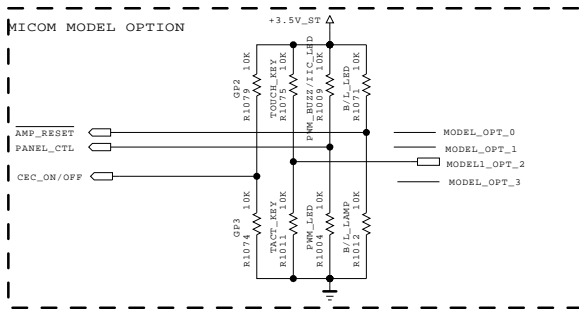 MICOM MODEL OPTION
+3.5V_ST
GP2
R1079 10K
TOUCH_KEY
R1075 10K
PWM_BUZZ/IIC_LED
R1009 10K
B/L_LED
R1071 10K
AMP_RESET
PANEL_CTL
CEC_ON/OFF
MODEL_OPT_0
MODEL_OPT_1
MODEL1_OPT_2
MODEL_OPT_3
GP3
R1074 10K
TACT_KEY
R1011 10K
PWM_LED
R1004 10K
B/L_LAMP
R1012 10K